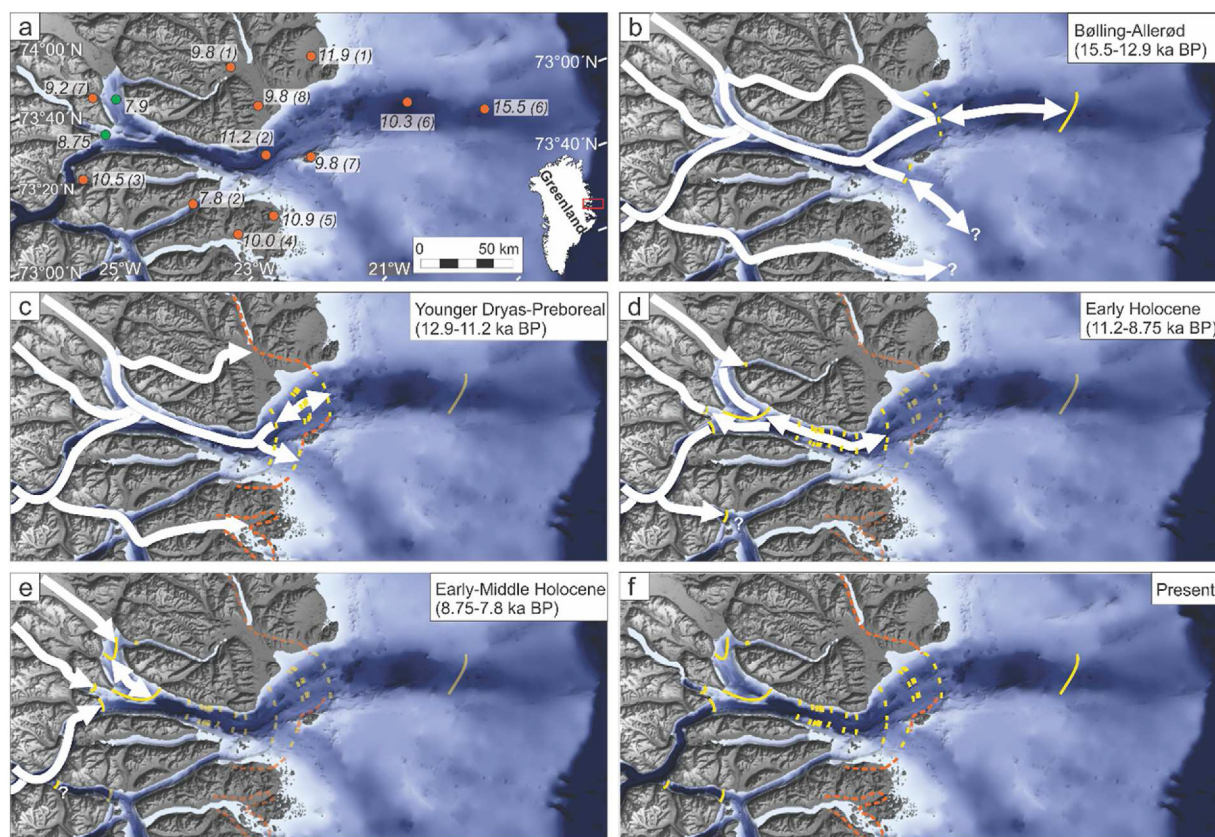 a
74°00´N
9.8 (1)
11.9 (1)
73°00´N
9.2 (7)
7.9
9.8 (8)
15.5 (6)
73°40´N
10.3 (6)
8.75
11.2 (2)
9.8 (7)
73°40´N
10.5 (3)
73°20´N
7.8 (2)
10.9 (5)
10.0 (4)
Greenland
0 50 km
73°00´N
25°W
23°W
21°W
b
Bølling-Allerød
(15.5-12.9 ka BP)
?
?
c
Younger Dryas-Preboreal
(12.9-11.2 ka BP)
d
Early Holocene
(11.2-8.75 ka BP)
?
e
Early-Middle Holocene
(8.75-7.8 ka BP)
?
f
Present